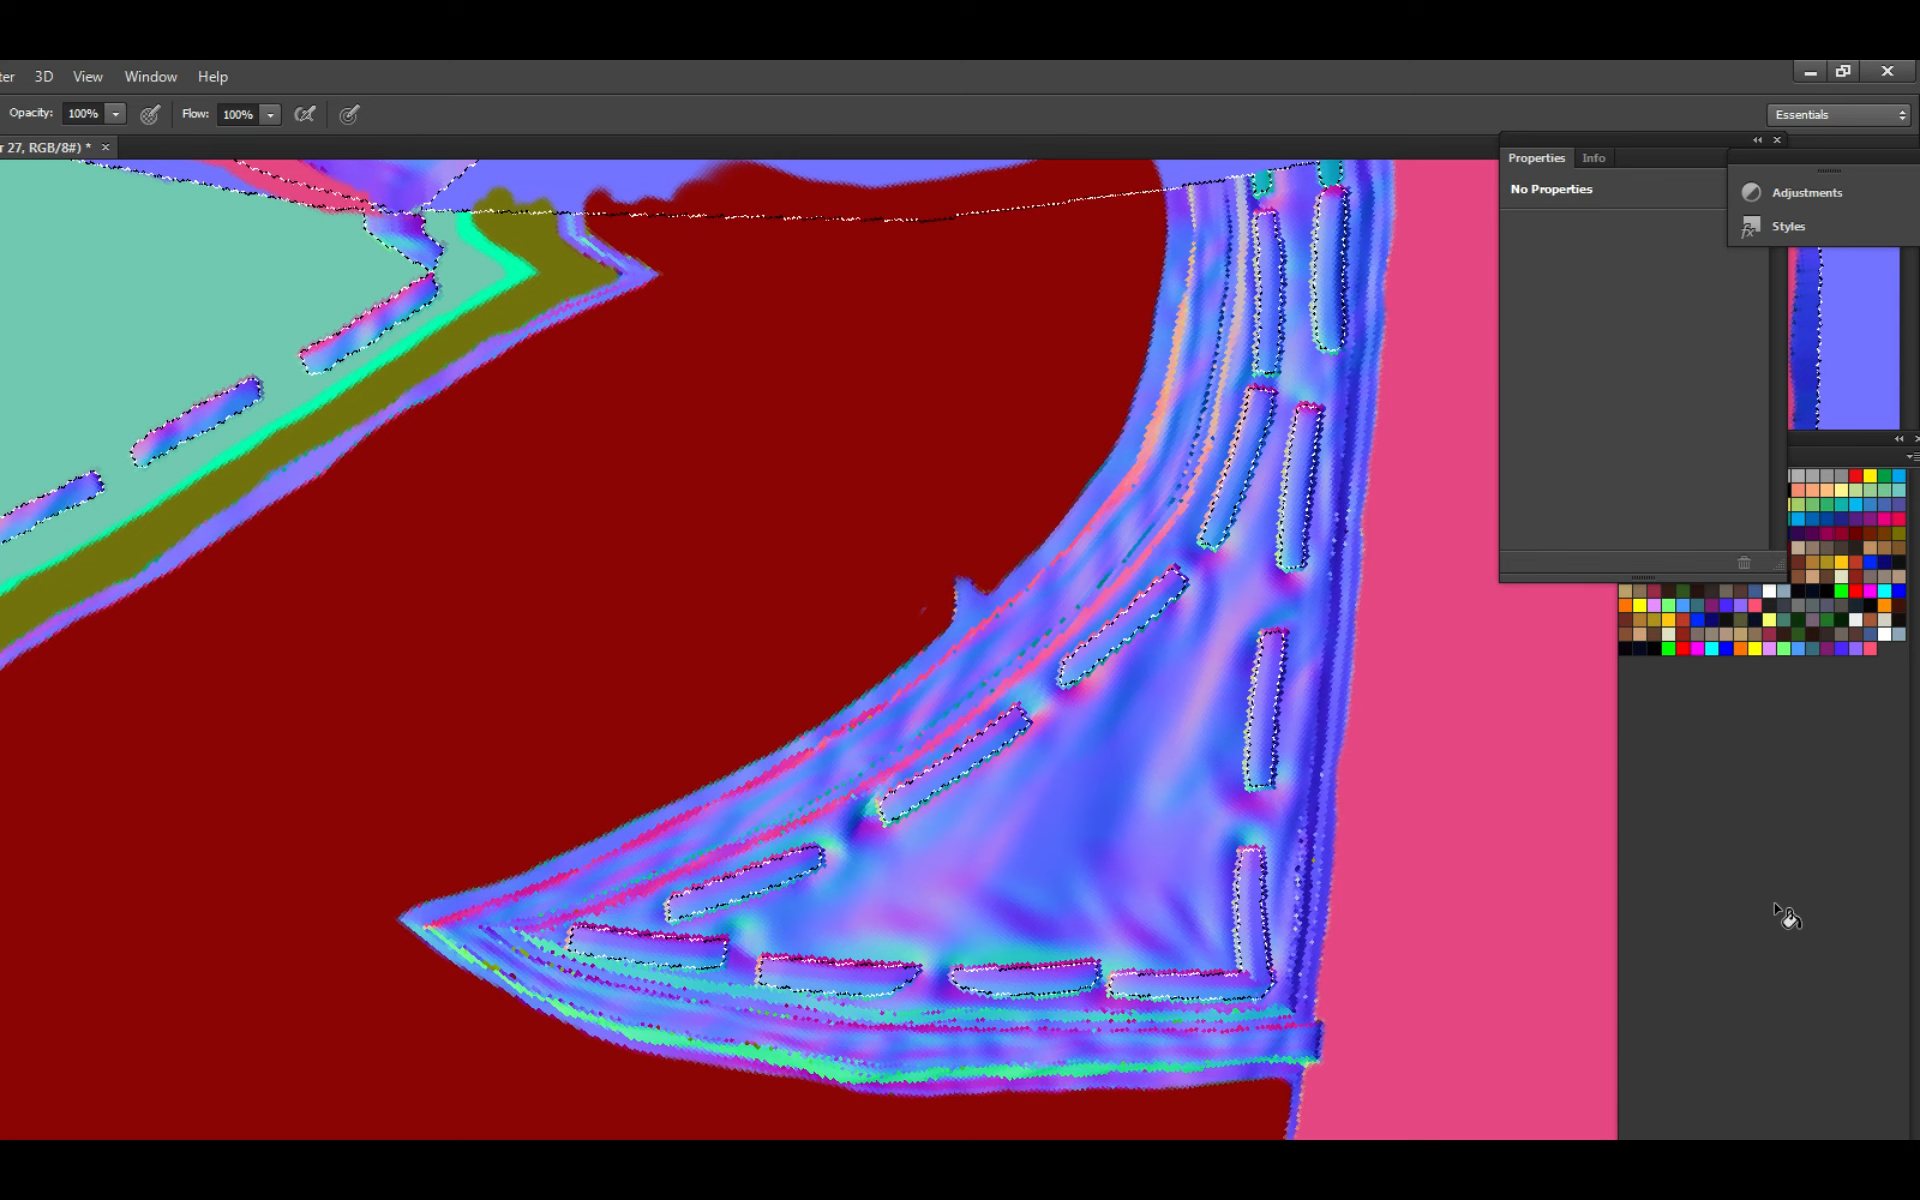 ter 3D View Window Help
Opacity: 100% Flow: 100% Essentials
r 27, RGB/8#) * ×
Properties Info
No Properties
Adjustments
Styles